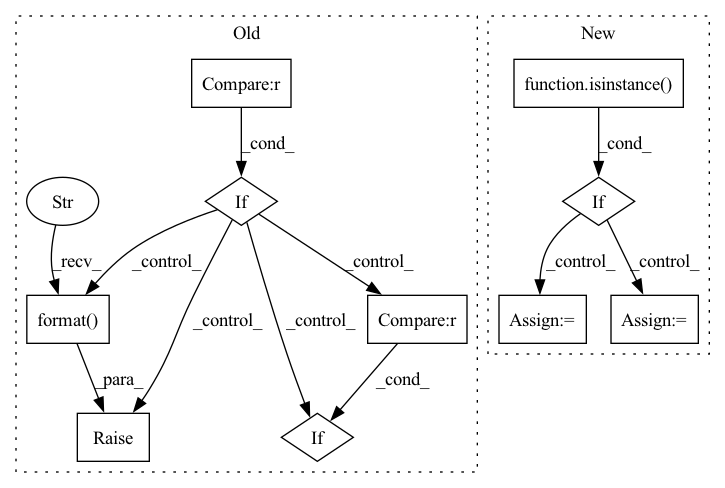 Old
New
Compare:r
function.isinstance()
_cond_
_cond_
Str
If
If
_recv_
_control_
_control_
_control_
_control_
_control_
_control_
format()
Compare:r
Assign:=
Assign:=
_para_
_cond_
Raise
If